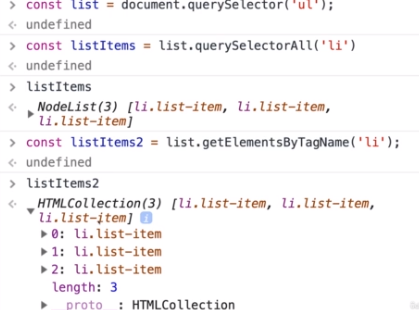 > const list = document.querySelector('ul');
< undefined
> const listItems = list.querySelectorAll('li')
< undefined
> listItems
< ▶ NodeList(3) [li.list-item, li.list-item,
li.list-item]
> const listItems2 = list.getElementsByTagName('li');
< undefined
> listItems2
< ▼ HTMLCollection(3) [li.list-item, li.list-item,
li.list-item] i
▶ 0: li.list-item
▶ 1: li.list-item
▶ 2: li.list-item
length: 3
▶ __proto__: HTMLCollection